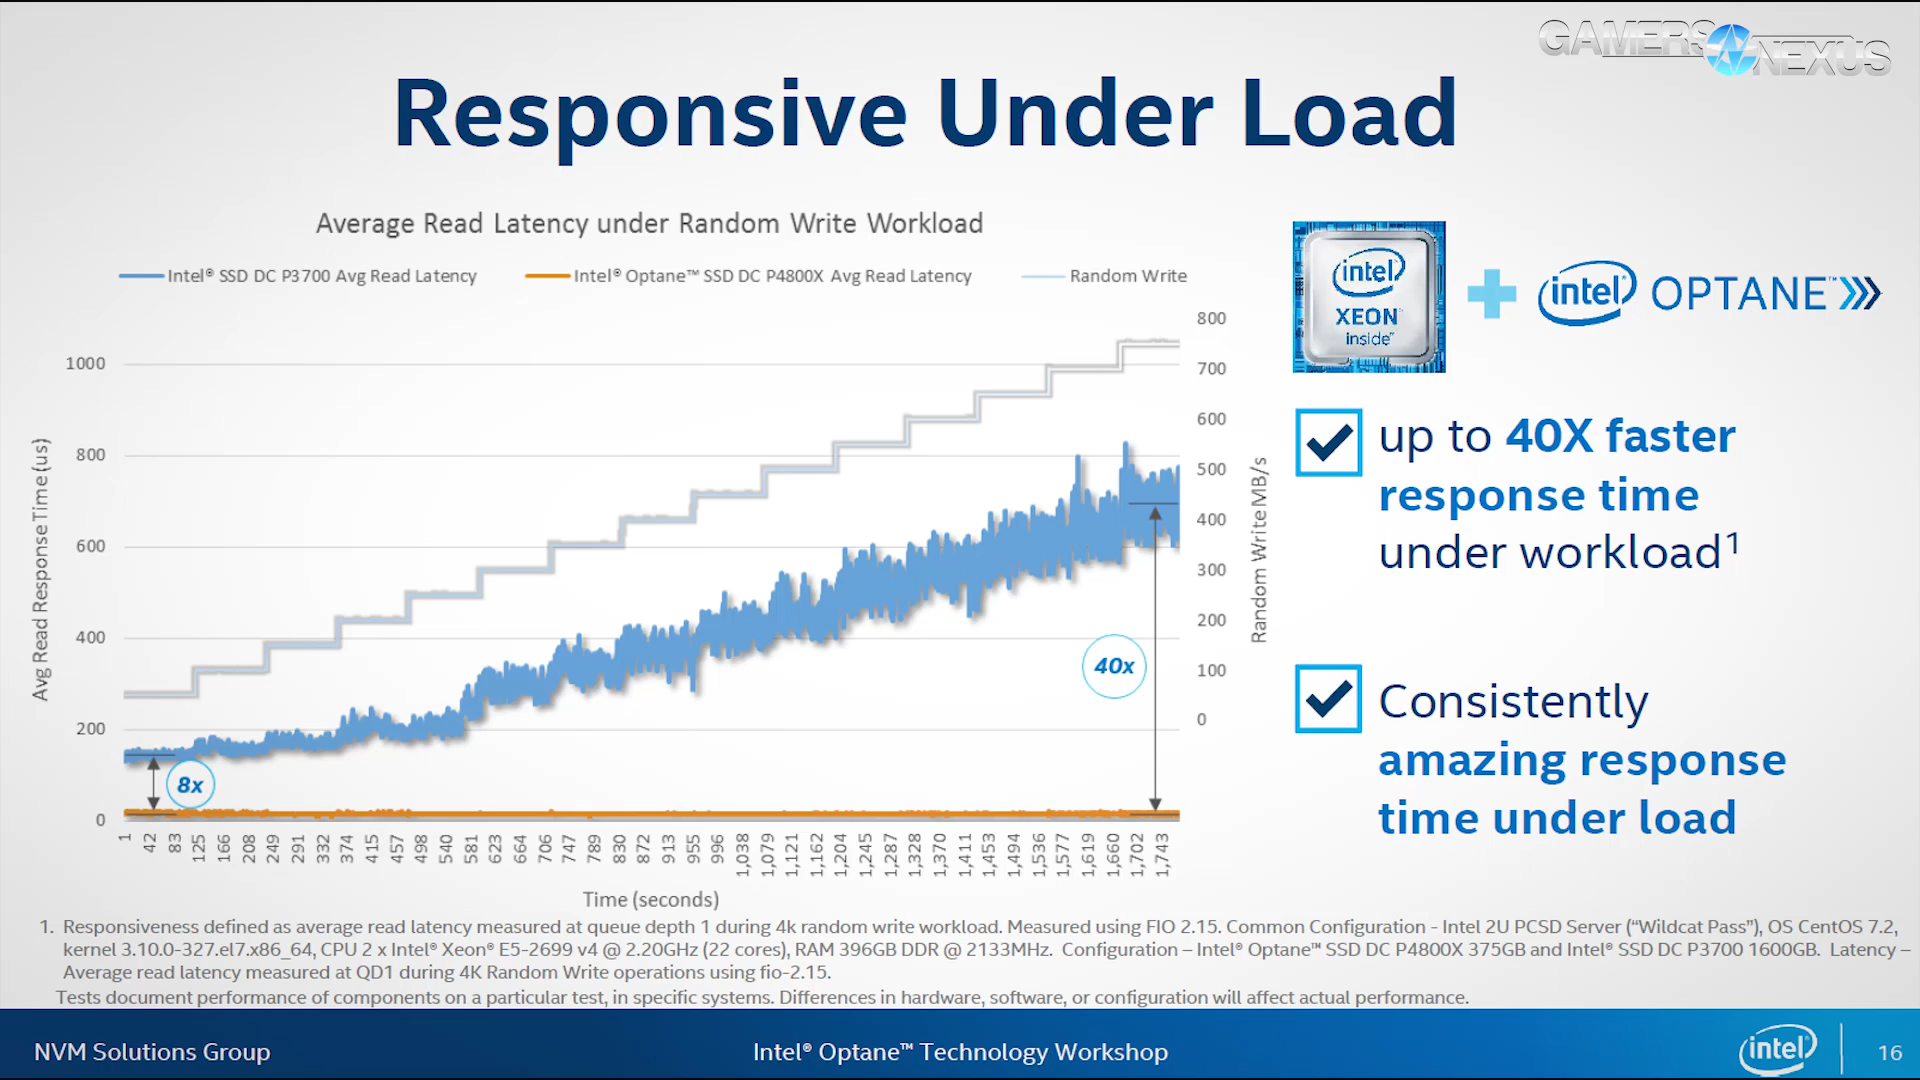 GAMERS NEXUS
Responsive Under Load
Average Read Latency under Random Write Workload
Intel® SSD DC P3700 Avg Read Latency
Intel® Optane™ SSD DC P4800X Avg Read Latency
Random Write
Avg Read Response Time (us)
1000
800
600
400
200
0
800
700
600
500
400
300
200
100
0
Random Write MB/s
8x
40x
1
42
83
125
166
208
249
291
332
374
415
457
498
540
581
623
664
706
747
789
830
872
913
955
996
1,038
1,079
1,121
1,162
1,204
1,245
1,287
1,328
1,370
1,411
1,453
1,494
1,536
1,577
1,619
1,660
1,702
1,743
Time (seconds)
intel®
XEON™
inside™
intel® OPTANE™
up to 40X faster
response time
under workload¹
Consistently
amazing response
time under load
1. Responsiveness defined as average read latency measured at queue depth 1 during 4k random write workload. Measured using FIO 2.15. Common Configuration - Intel 2U PCSD Server (“Wildcat Pass”), OS CentOS 7.2,
kernel 3.10.0-327.el7.x86_64, CPU 2 x Intel® Xeon® E5-2699 v4 @ 2.20GHz (22 cores), RAM 396GB DDR @ 2133MHz. Configuration – Intel® Optane™ SSD DC P4800X 375GB and Intel® SSD DC P3700 1600GB. Latency –
Average read latency measured at QD1 during 4K Random Write operations using fio-2.15.
Tests document performance of components on a particular test, in specific systems. Differences in hardware, software, or configuration will affect actual performance.
NVM Solutions Group
Intel® Optane™ Technology Workshop
intel®
16